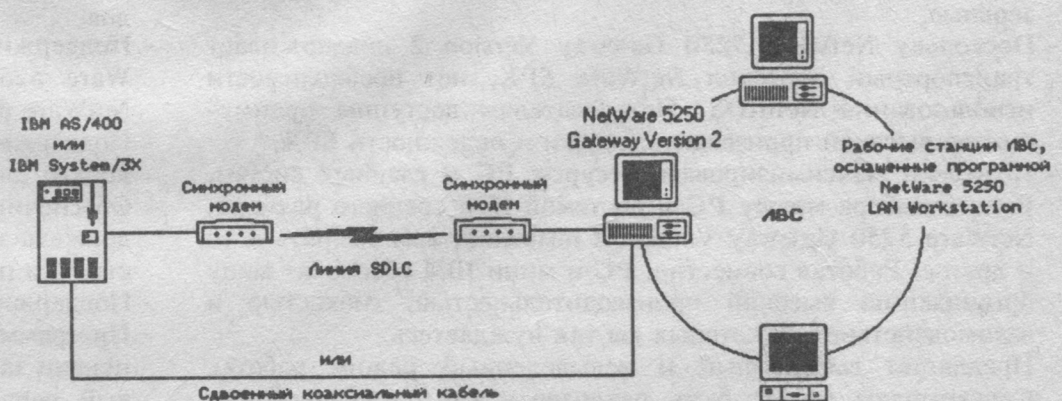 IBM AS/400
или
IBM System/3X
Синхронный
модем
Линия SDLC
Синхронный
модем
NetWare 5250
Gateway Version 2
ЛВС
Рабочие станции ЛВС,
оснащенные программой
NetWare 5250
LAN Workstation
или
Сдвоенный коаксиальный кабель